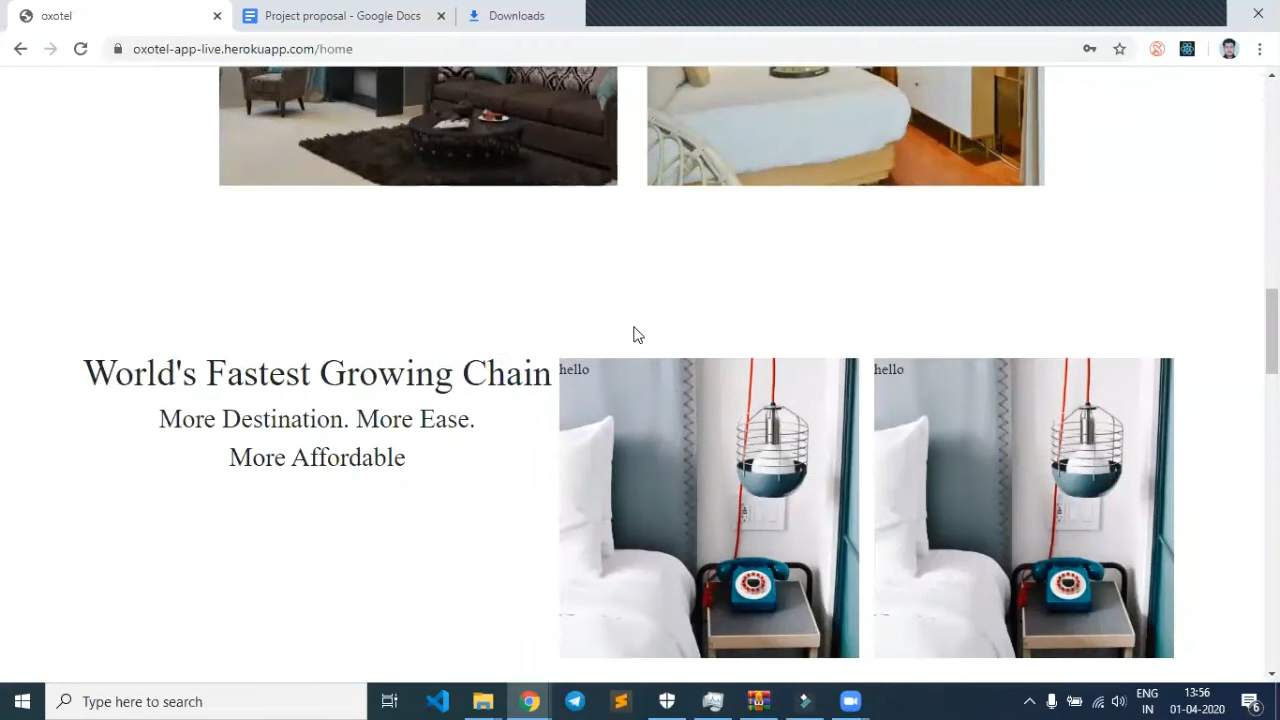 oxotel
Project proposal - Google Docs
Downloads
oxotel-app-live.herokuapp.com/home
World's Fastest Growing Chain
More Destination. More Ease.
More Affordable
hello
hello
Type here to search
ENG
IN
13:56
01-04-2020
6